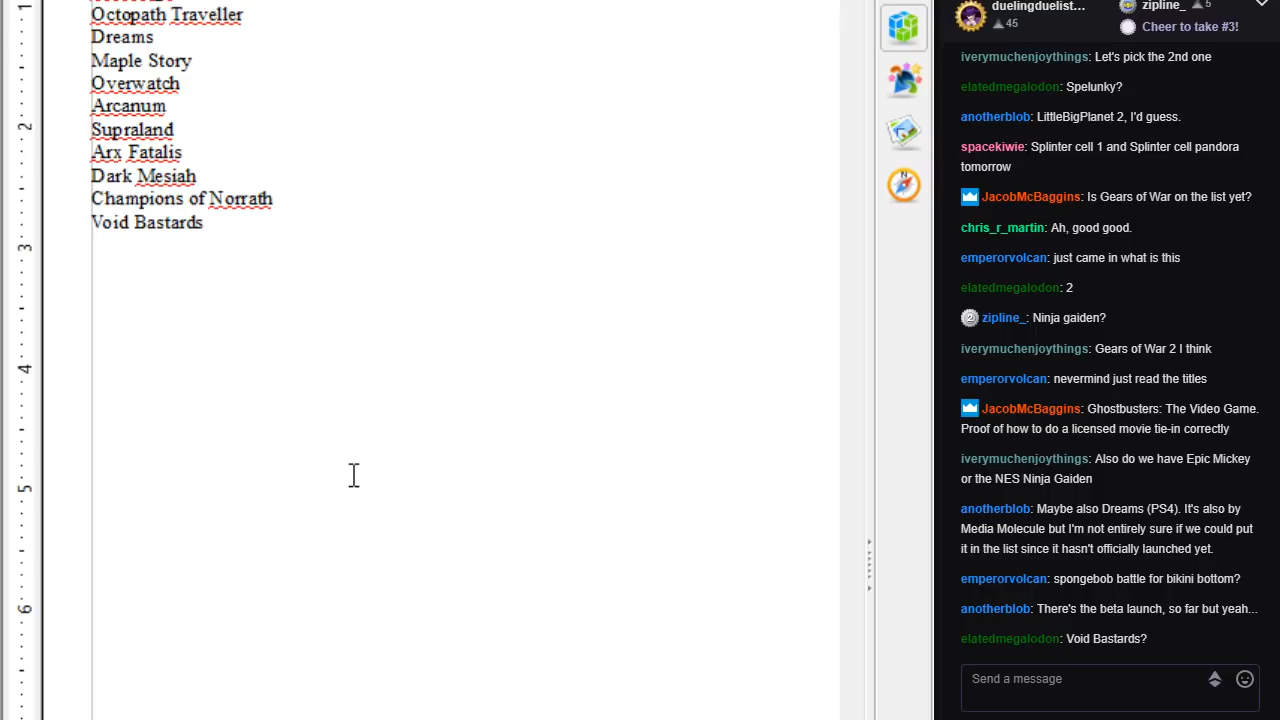 Octopath Traveller
Dreams
Maple Story
Overwatch
Arcanum
Supraland
Arx Fatalis
Dark Mesiah
Champions of Norrath
Void Bastards
1
2
3
4
5
6
N
duelingduelist...
45
zipline_ 5
Cheer to take #3!
iverymuchenjoythings: Let's pick the 2nd one
elatedmegalodon: Spelunky?
anotherblob: LittleBigPlanet 2, I'd guess.
spacekiwie: Splinter cell 1 and Splinter cell pandora
tomorrow
JacobMcBaggins: Is Gears of War on the list yet?
chris_r_martin: Ah, good good.
emperorvolcan: just came in what is this
elatedmegalodon: 2
2 zipline_: Ninja gaiden?
iverymuchenjoythings: Gears of War 2 I think
emperorvolcan: nevermind just read the titles
JacobMcBaggins: Ghostbusters: The Video Game.
Proof of how to do a licensed movie tie-in correctly
iverymuchenjoythings: Also do we have Epic Mickey
or the NES Ninja Gaiden
anotherblob: Maybe also Dreams (PS4). It's also by
Media Molecule but I'm not entirely sure if we could put
it in the list since it hasn't officially launched yet.
emperorvolcan: spongebob battle for bikini bottom?
anotherblob: There's the beta launch, so far but yeah...
elatedmegalodon: Void Bastards?
Send a message